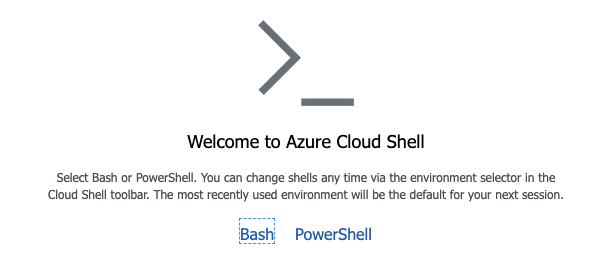 Welcome to Azure Cloud Shell
Select Bash or PowerShell. You can change shells any time via the environment selector in the
Cloud Shell toolbar. The most recently used environment will be the default for your next session.
Bash PowerShell